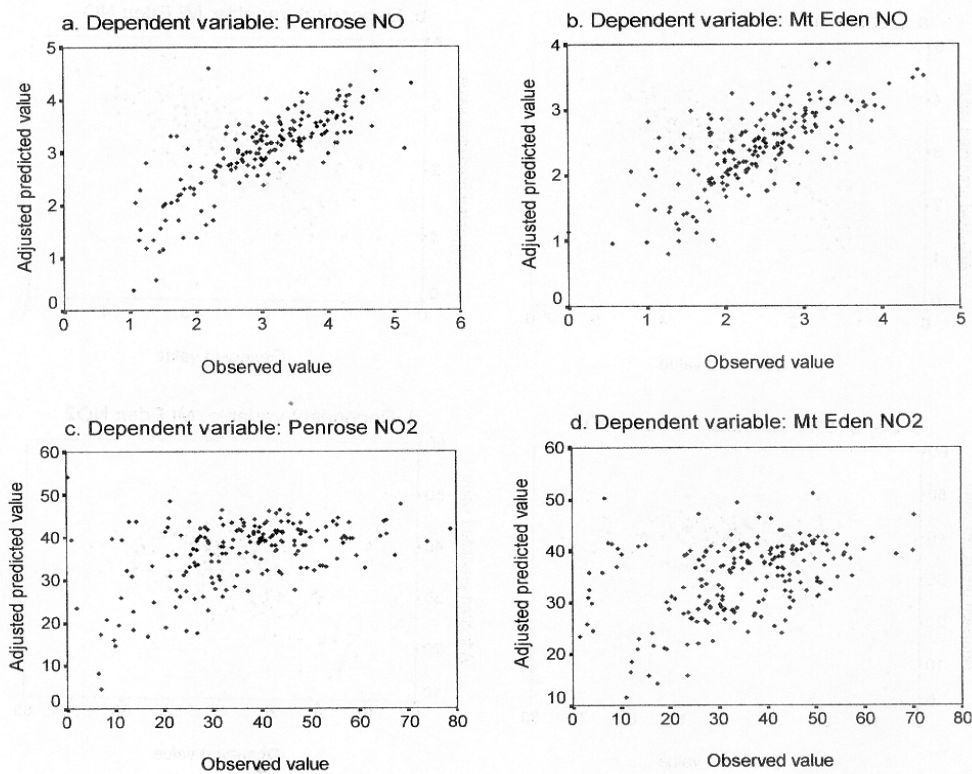 a. Dependent variable: Penrose NO
5
4
3
2
1
0
0 1 2 3 4 5 6
Adjusted predicted value
Observed value
b. Dependent variable: Mt Eden NO
4
3
2
1
0
0 1 2 3 4 5
Adjusted predicted value
Observed value
c. Dependent variable: Penrose NO2
60
50
40
30
20
10
0
0 10 20 30 40 50 60 70 80
Adjusted predicted value
Observed value
d. Dependent variable: Mt Eden NO2
60
50
40
30
20
10
0 10 20 30 40 50 60 70 80
Adjusted predicted value
Observed value